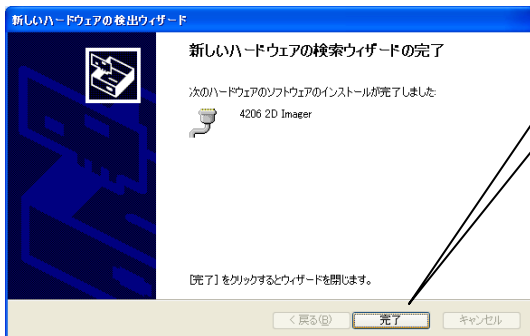 新しいハードウェアの検出ウィザード
新しいハードウェアの検索ウィザードの完了
次のハードウェアのソフトウェアのインストールが完了しました:
4206 2D Imager
[完了] をクリックするとウィザードを閉じます。
< 戻る(B)
完了
キャンセル